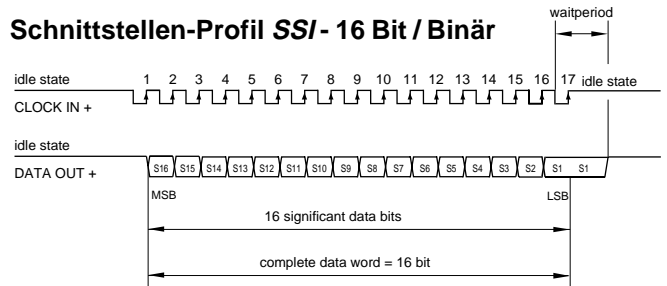 waitperiod
Schnittstellen-Profil SSI - 16 Bit / Binär
idle state 1 2 3 4 5 6 7 8 9 10 11 12 13 14 15 16 17 idle state
CLOCK IN +
idle state
DATA OUT + S16 S15 S14 S13 S12 S11 S10 S9 S8 S7 S6 S5 S4 S3 S2 S1 S1
MSB LSB
16 significant data bits
complete data word = 16 bit